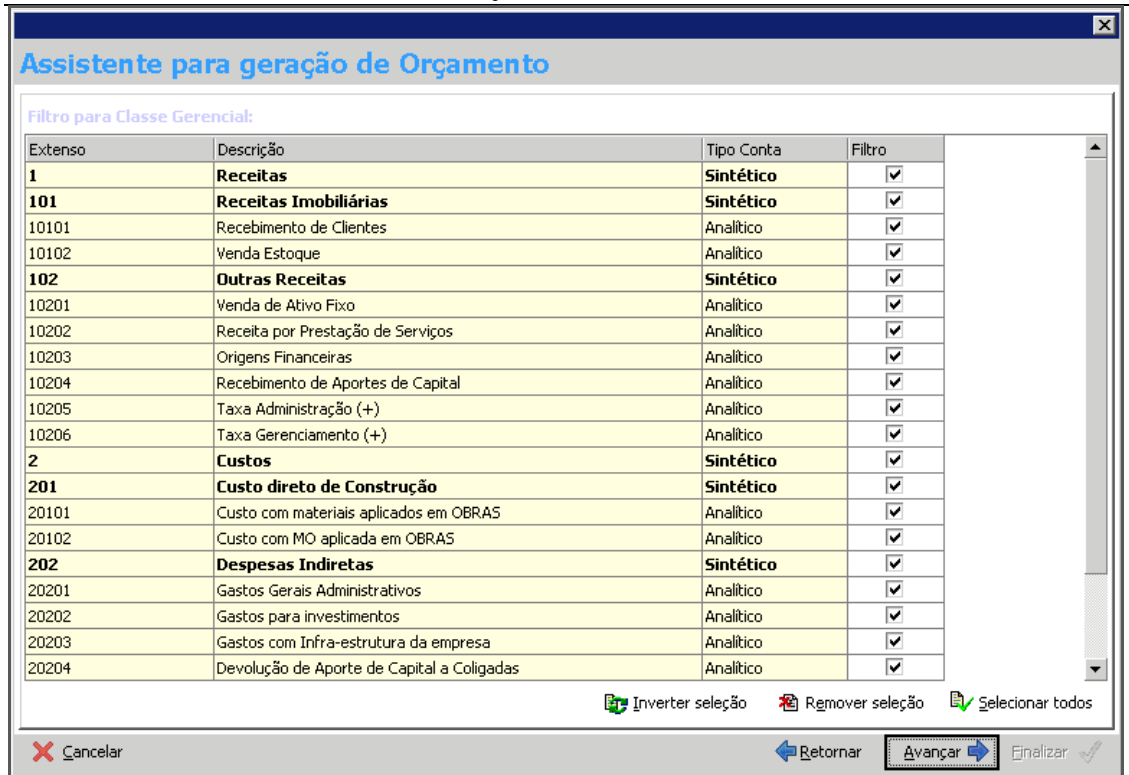 Assistente para geração de Orçamento
Filtro para Classe Gerencial:
Extenso Descrição Tipo Conta Filtro
1 Receitas Sintético
101 Receitas Imobiliárias Sintético
10101 Recebimento de Clientes Analítico
10102 Venda Estoque Analítico
102 Outras Receitas Sintético
10201 Venda de Ativo Fixo Analítico
10202 Receita por Prestação de Serviços Analítico
10203 Origens Financeiras Analítico
10204 Recebimento de Aportes de Capital Analítico
10205 Taxa Administração (+) Analítico
10206 Taxa Gerenciamento (+) Analítico
2 Custos Sintético
201 Custo direto de Construção Sintético
20101 Custo com materiais aplicados em OBRAS Analítico
20102 Custo com MO aplicada em OBRAS Analítico
202 Despesas Indiretas Sintético
20201 Gastos Gerais Administrativos Analítico
20202 Gastos para investimentos Analítico
20203 Gastos com Infra-estrutura da empresa Analítico
20204 Devolução de Aporte de Capital a Coligadas Analítico
Inverter seleção Remover seleção Selecionar todos
Cancelar Retornar Avançar Finalizar